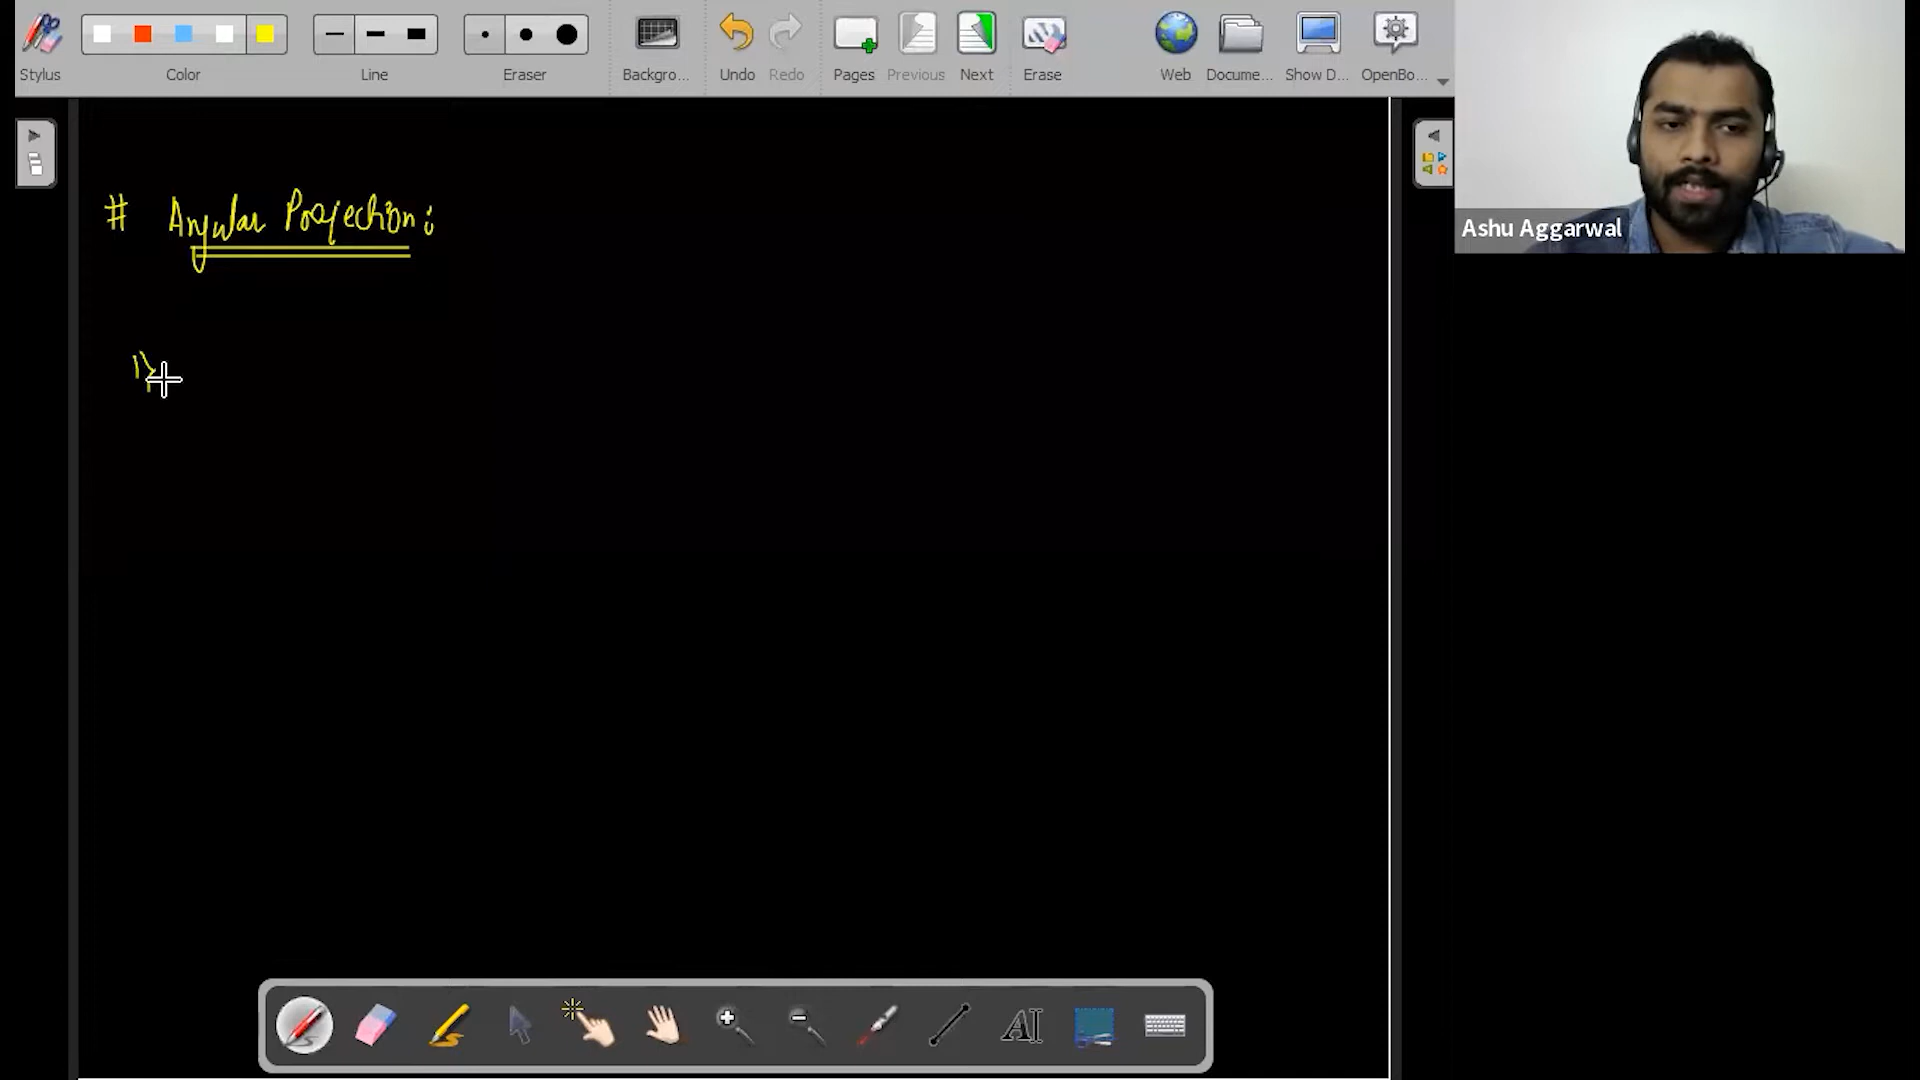 Stylus Color Line Eraser Backgro... Undo Redo Pages Previous Next Erase Web Docume... Show D... OpenBo...
Ashu Aggarwal
# Angular Projection:
1)
AI